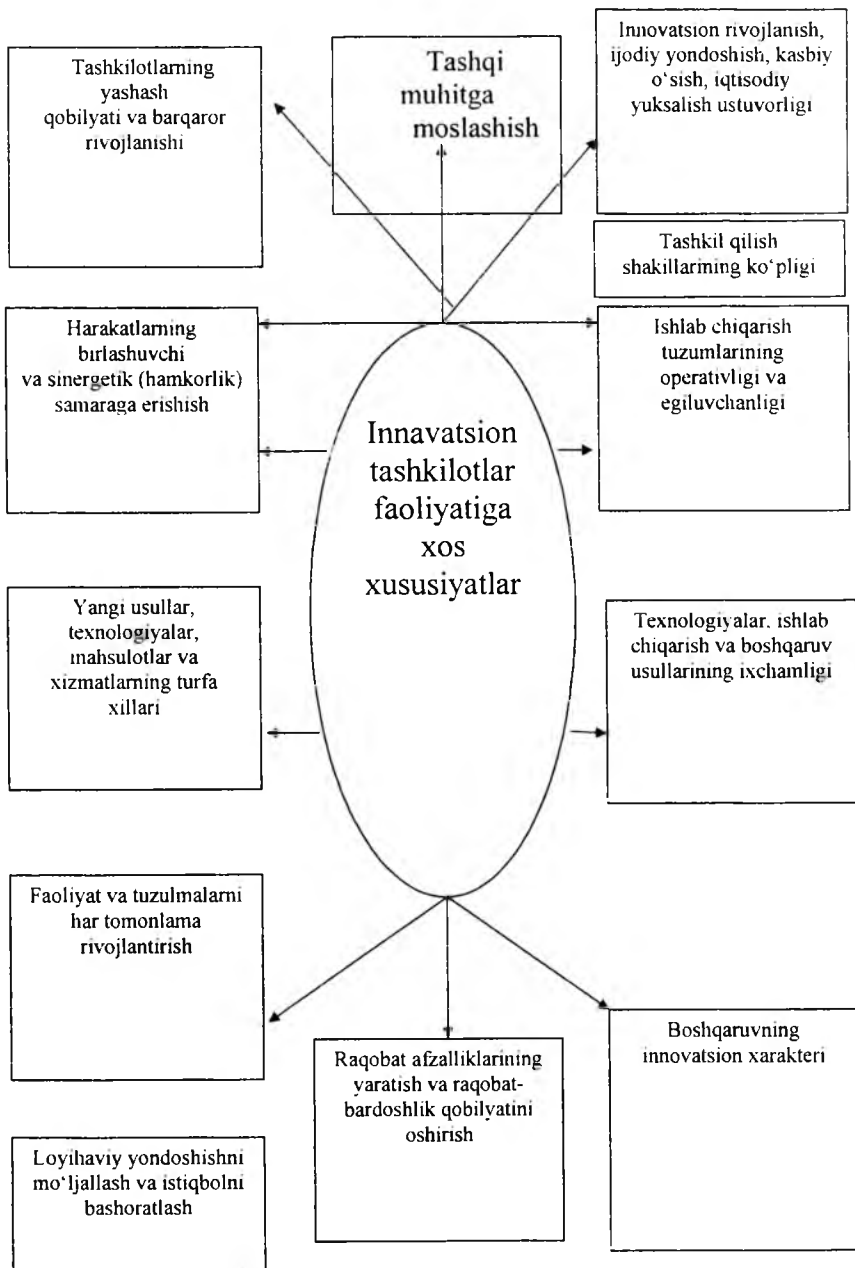 Tashkilotlarning
yashash
qobilyati va barqaror
rivojlanishi
Tashqi
muhitga
moslashish
Innovatsion rivojlanish,
ijodiy yondoshish, kasbiy
o‘sish, iqtisodiy
yuksalish ustuvorligi
Tashkil qilish
shakillarining ko‘pligi
Harakatlarning
birlashuvchi
va sinergetik (hamkorlik)
samaraga erishish
Ishlab chiqarish
tuzumlarining
operativligi va
egiluvchanligi
Innavatsion
tashkilotlar
faoliyatiga
xos
xususiyatlar
Yangi usullar,
texnologiyalar,
mahsulotlar va
xizmatlarning turfa
xillari
Texnologiyalar, ishlab
chiqarish va boshqaruv
usullarining ixchamligi
Faoliyat va tuzulmalarni
har tomonlama
rivojlantirish
Raqobat afzalliklarining
yaratish va raqobat-
bardoshlik qobilyatini
oshirish
Boshqaruvning
innovatsion xarakteri
Loyihaviy yondoshishni
mo‘ljallash va istiqbolni
bashoratlash